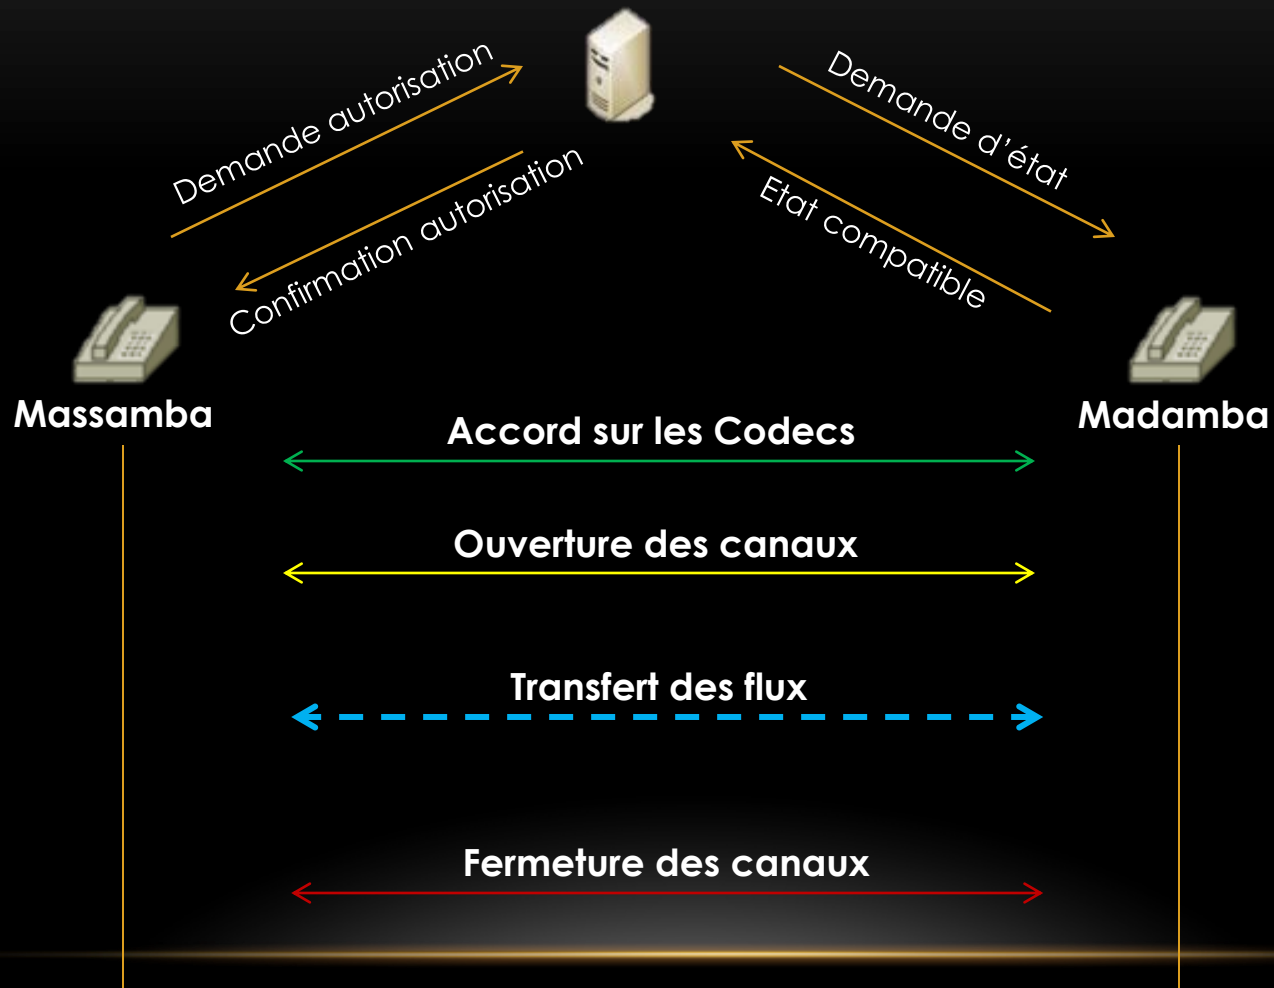 Demande autorisation
Demande d'état
Confirmation autorisation
Etat compatible
Massamba
Madamba
Accord sur les Codecs
Ouverture des canaux
Transfert des flux
Fermeture des canaux